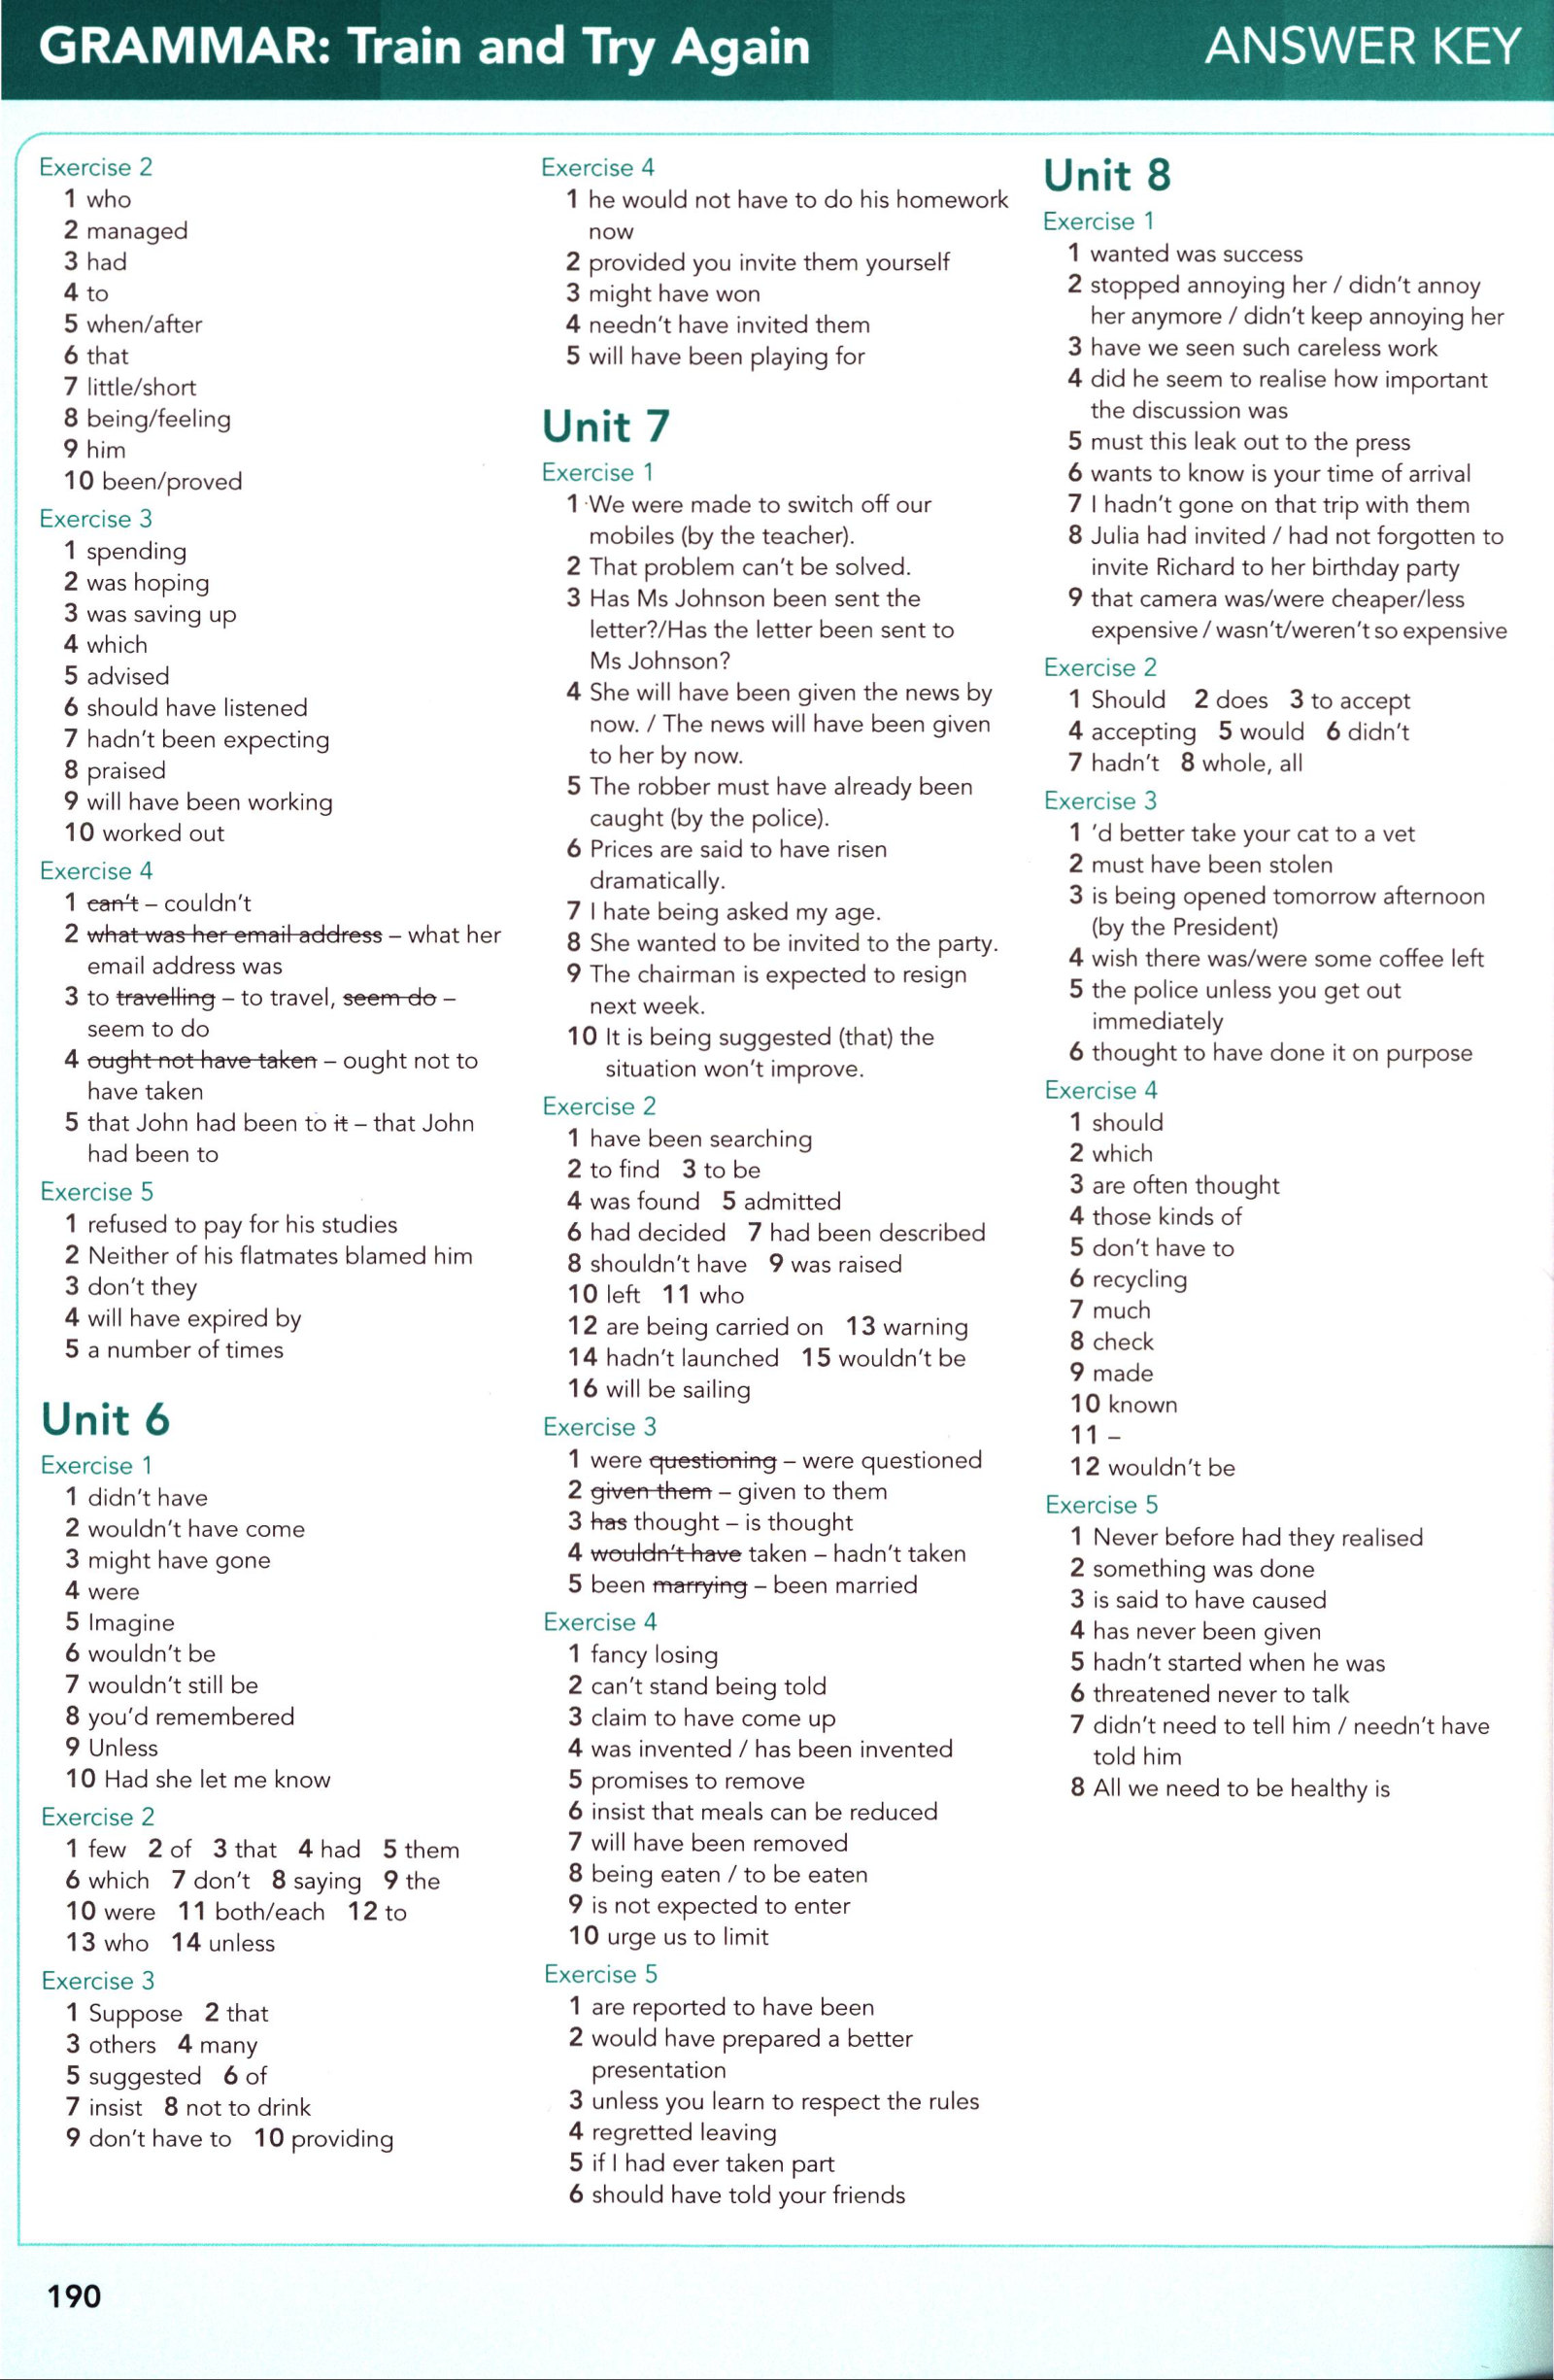 GRAMMAR: Train and Try Again
ANSWER KEY
Exercise 2
1 who
2 managed
3 had
4 to
5 when/after
6 that
7 little/short
8 being/feeling
9 him
10 been/proved
Exercise 3
1 spending
2 was hoping
3 was saving up
4 which
5 advised
6 should have listened
7 hadn't been expecting
8 praised
9 will have been working
10 worked out
Exercise 4
1 can't – couldn't
2 what was her email address – what her
email address was
3 to travelling – to travel, seem do –
seem to do
4 ought not have taken – ought not to
have taken
5 that John had been to it – that John
had been to
Exercise 5
1 refused to pay for his studies
2 Neither of his flatmates blamed him
3 don't they
4 will have expired by
5 a number of times
Unit 6
Exercise 1
1 didn't have
2 wouldn't have come
3 might have gone
4 were
5 Imagine
6 wouldn't be
7 wouldn't still be
8 you'd remembered
9 Unless
10 Had she let me know
Exercise 2
1 few 2 of 3 that 4 had 5 them
6 which 7 don't 8 saying 9 the
10 were 11 both/each 12 to
13 who 14 unless
Exercise 3
1 Suppose 2 that
3 others 4 many
5 suggested 6 of
7 insist 8 not to drink
9 don't have to 10 providing
Exercise 4
1 he would not have to do his homework
now
2 provided you invite them yourself
3 might have won
4 needn't have invited them
5 will have been playing for
Unit 7
Exercise 1
1 We were made to switch off our
mobiles (by the teacher).
2 That problem can't be solved.
3 Has Ms Johnson been sent the
letter?/Has the letter been sent to
Ms Johnson?
4 She will have been given the news by
now. / The news will have been given
to her by now.
5 The robber must have already been
caught (by the police).
6 Prices are said to have risen
dramatically.
7 I hate being asked my age.
8 She wanted to be invited to the party.
9 The chairman is expected to resign
next week.
10 It is being suggested (that) the
situation won't improve.
Exercise 2
1 have been searching
2 to find 3 to be
4 was found 5 admitted
6 had decided 7 had been described
8 shouldn't have 9 was raised
10 left 11 who
12 are being carried on 13 warning
14 hadn't launched 15 wouldn't be
16 will be sailing
Exercise 3
1 were questioning – were questioned
2 given them – given to them
3 has thought – is thought
4 wouldn't have taken – hadn't taken
5 been marrying – been married
Exercise 4
1 fancy losing
2 can't stand being told
3 claim to have come up
4 was invented / has been invented
5 promises to remove
6 insist that meals can be reduced
7 will have been removed
8 being eaten / to be eaten
9 is not expected to enter
10 urge us to limit
Exercise 5
1 are reported to have been
2 would have prepared a better
presentation
3 unless you learn to respect the rules
4 regretted leaving
5 if I had ever taken part
6 should have told your friends
Unit 8
Exercise 1
1 wanted was success
2 stopped annoying her / didn't annoy
her anymore / didn't keep annoying her
3 have we seen such careless work
4 did he seem to realise how important
the discussion was
5 must this leak out to the press
6 wants to know is your time of arrival
7 I hadn't gone on that trip with them
8 Julia had invited / had not forgotten to
invite Richard to her birthday party
9 that camera was/were cheaper/less
expensive / wasn't/weren't so expensive
Exercise 2
1 Should 2 does 3 to accept
4 accepting 5 would 6 didn't
7 hadn't 8 whole, all
Exercise 3
1 'd better take your cat to a vet
2 must have been stolen
3 is being opened tomorrow afternoon
(by the President)
4 wish there was/were some coffee left
5 the police unless you get out
immediately
6 thought to have done it on purpose
Exercise 4
1 should
2 which
3 are often thought
4 those kinds of
5 don't have to
6 recycling
7 much
8 check
9 made
10 known
11 –
12 wouldn't be
Exercise 5
1 Never before had they realised
2 something was done
3 is said to have caused
4 has never been given
5 hadn't started when he was
6 threatened never to talk
7 didn't need to tell him / needn't have
told him
8 All we need to be healthy is
190